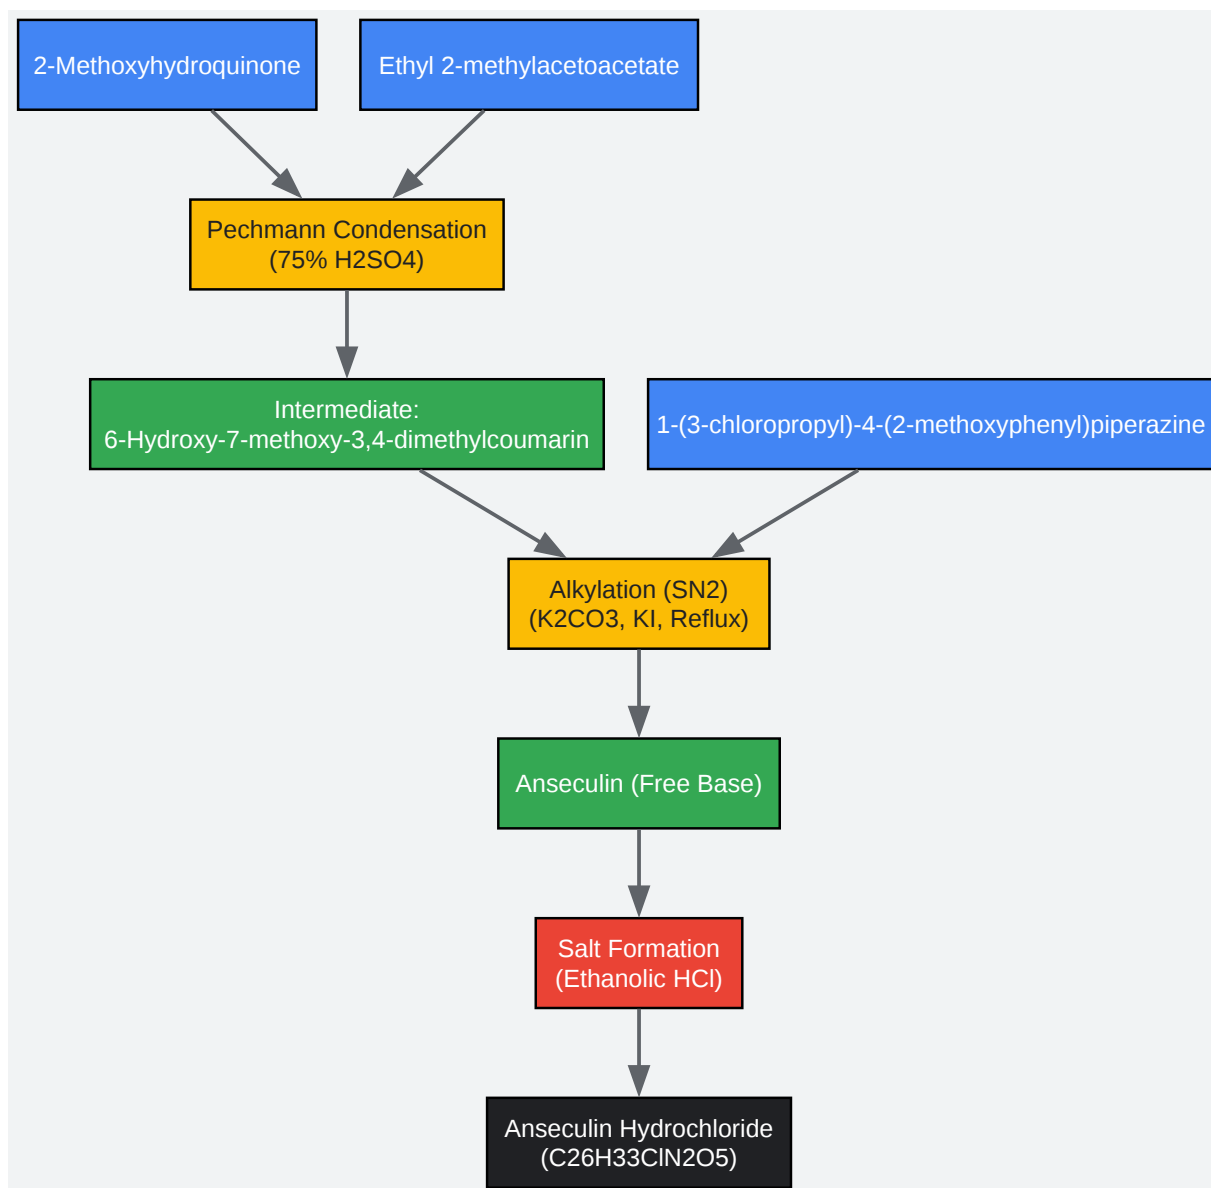 2-Methoxyhydroquinone
Ethyl 2-methylacetoacetate
Pechmann Condensation
(75% H2SO4)
Intermediate:
6-Hydroxy-7-methoxy-3,4-dimethylcoumarin
1-(3-chloropropyl)-4-(2-methoxyphenyl)piperazine
Alkylation (SN2)
(K2CO3, KI, Reflux)
Anseculin (Free Base)
Salt Formation
(Ethanolic HCl)
Anseculin Hydrochloride
(C26H33ClN2O5)